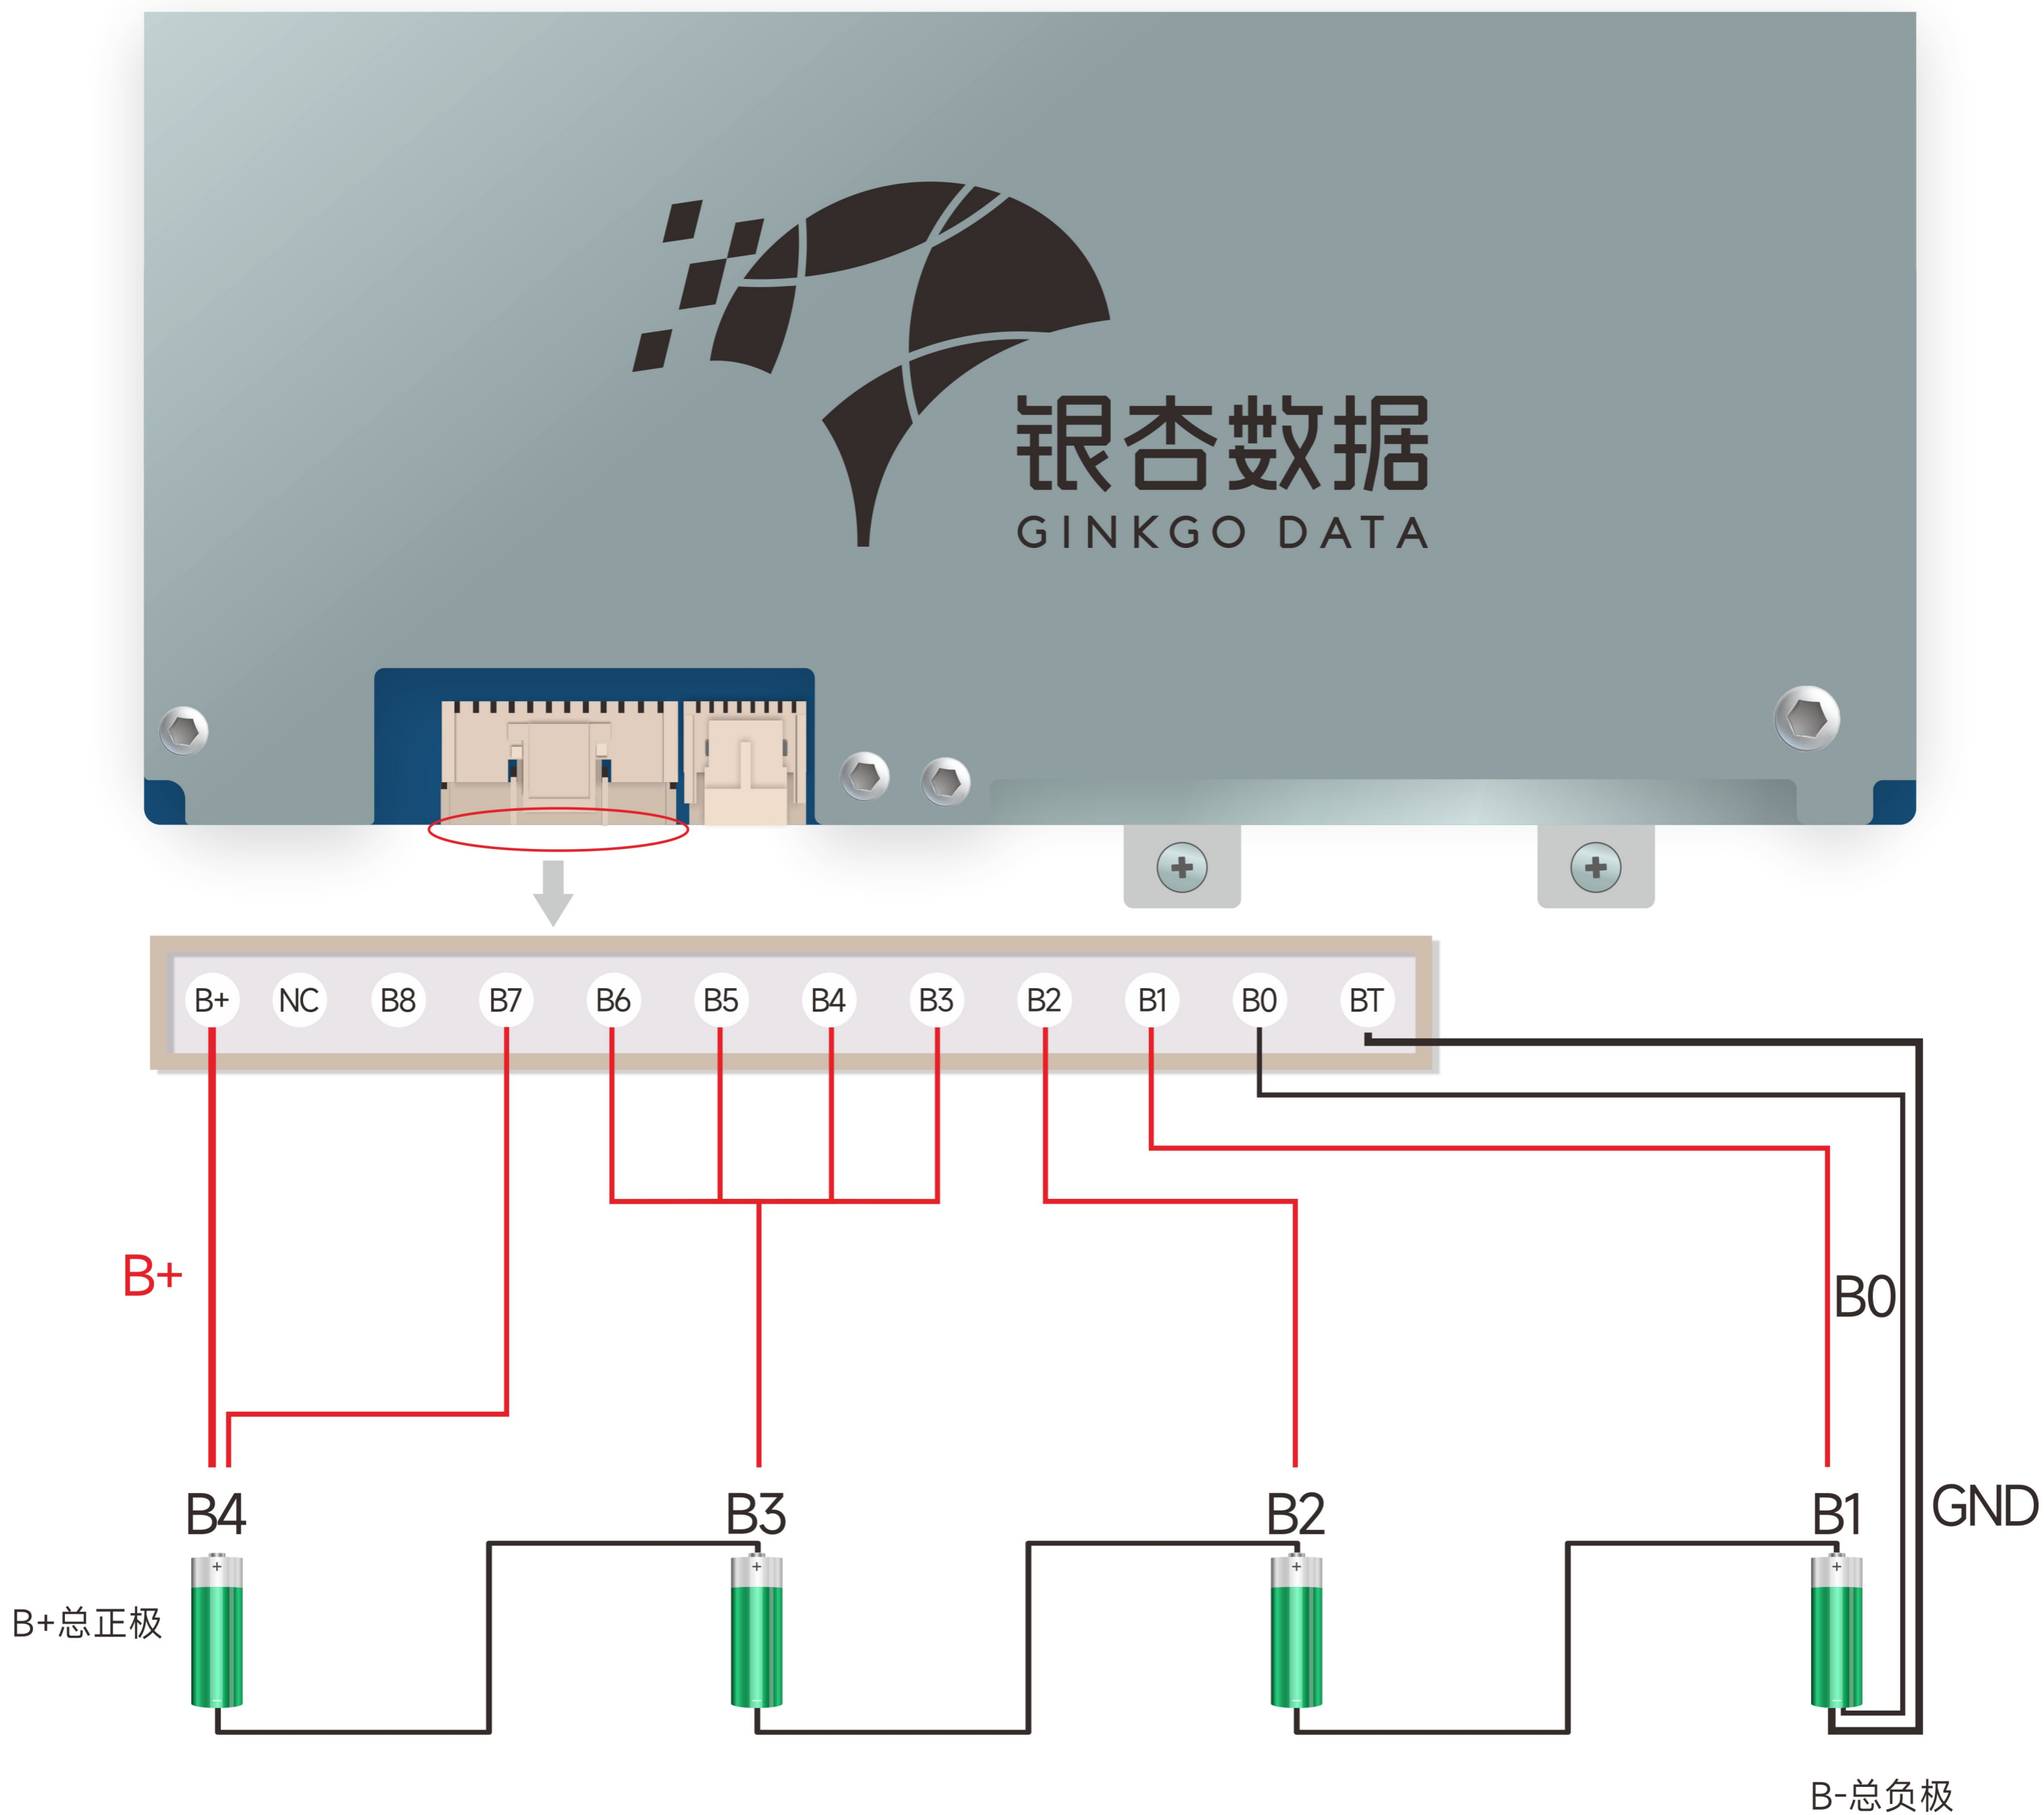 银杏数据
GINKGO DATA
B+ NC B8 B7 B6 B5 B4 B3 B2 B1 B0 BT
B+
B0
B4 B3 B2 B1 GND
+ + + +
B+总正极
− − − −
B-总负极